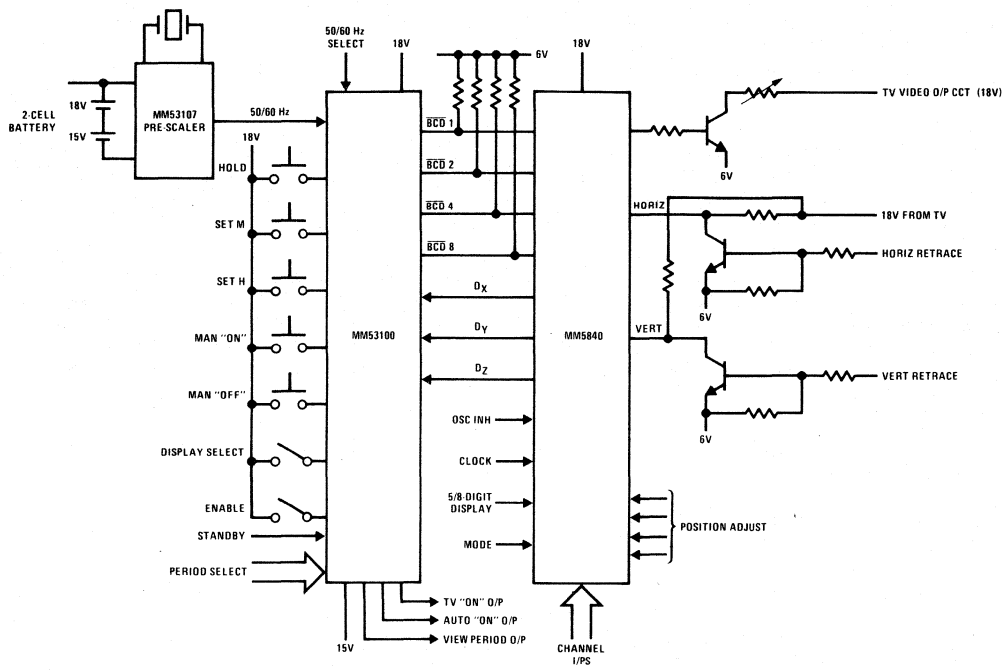 50/60 Hz
SELECT
18V
6V
18V
2-CELL
BATTERY
18V
15V
MM53107
PRE-SCALER
50/60 Hz
18V
HOLD
SET M
SET H
MAN "ON"
MAN "OFF"
DISPLAY SELECT
ENABLE
STANDBY
PERIOD SELECT
MM53100
15V
TV "ON" O/P
AUTO "ON" O/P
VIEW PERIOD O/P
BCD 1
BCD 2
BCD 4
BCD 8
DX
DY
DZ
OSC INH
CLOCK
5/8-DIGIT
DISPLAY
MODE
MM5840
CHANNEL
I/PS
HORIZ
VERT
TV VIDEO O/P CCT (18V)
6V
18V FROM TV
HORIZ RETRACE
6V
VERT RETRACE
6V
POSITION ADJUST